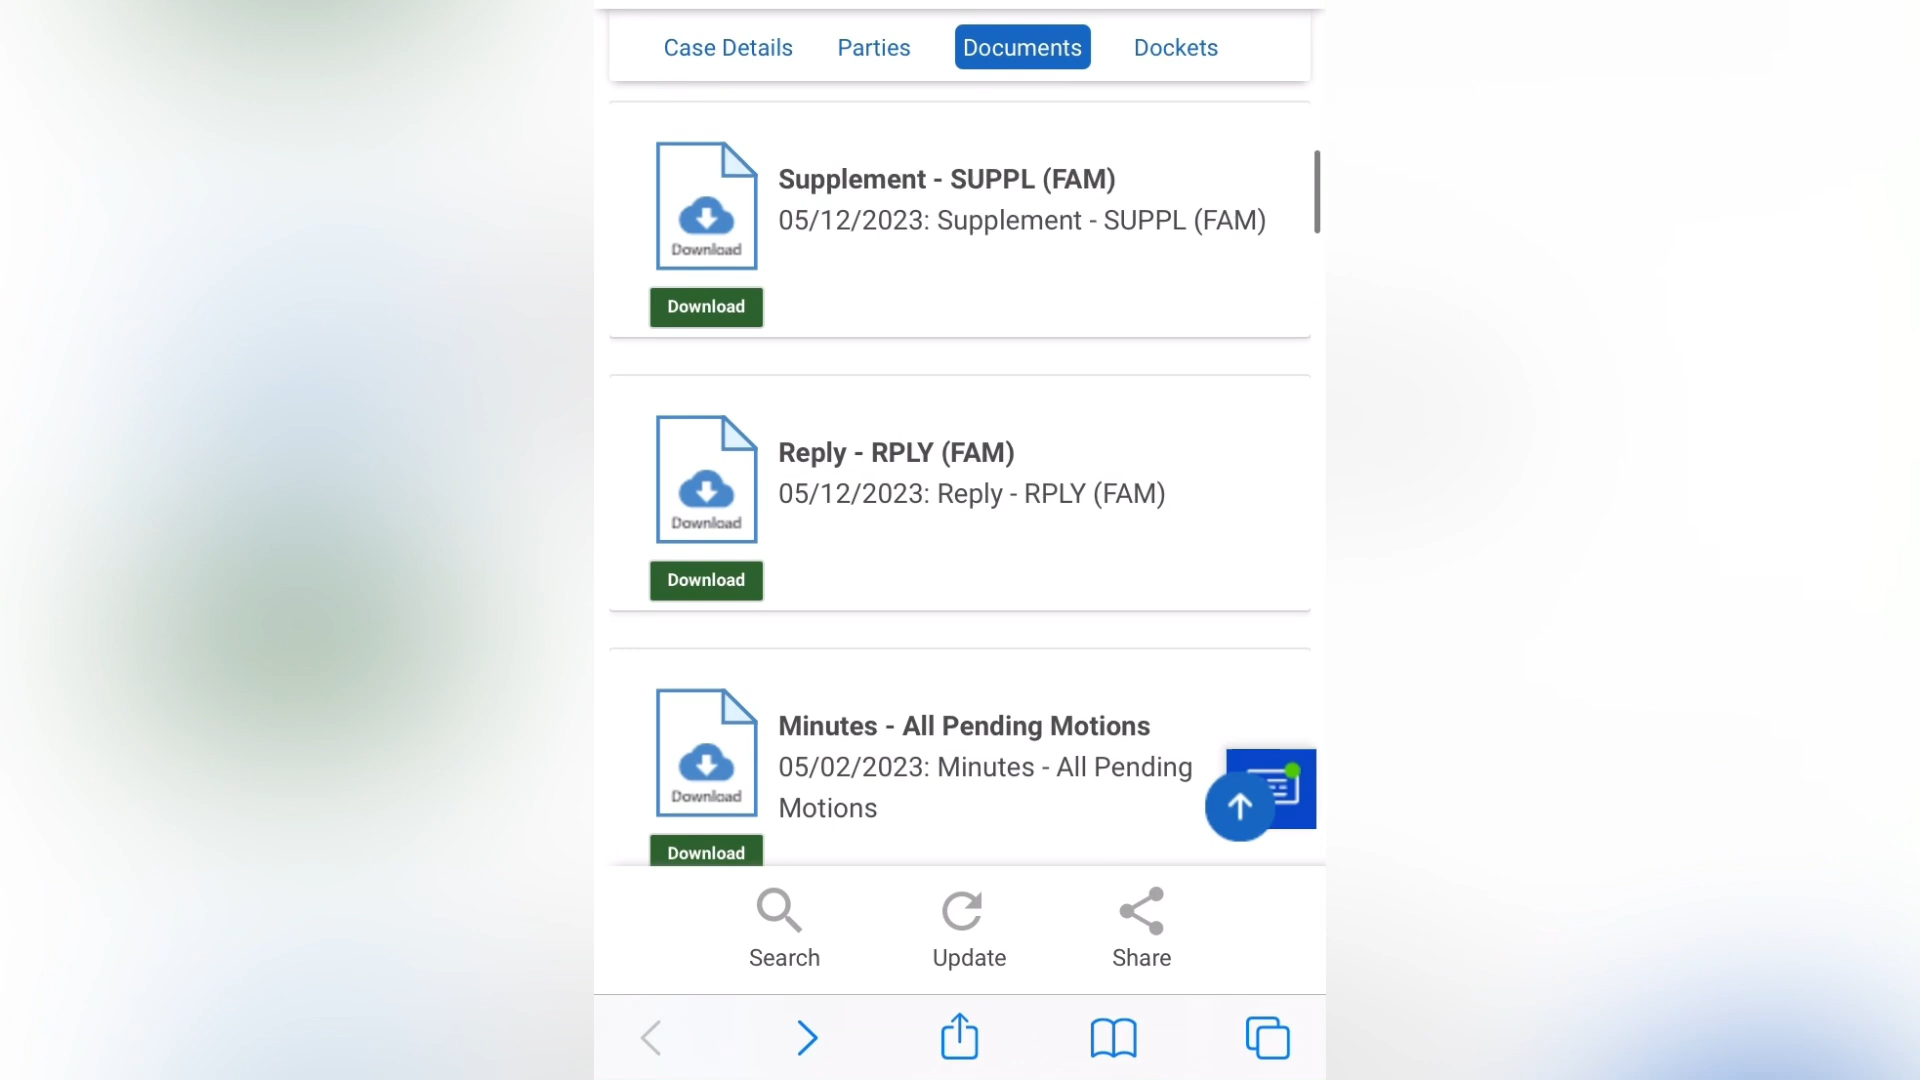 Case Details Parties Documents Dockets
Supplement - SUPPL (FAM)
05/12/2023: Supplement - SUPPL (FAM)
Download
Download
Reply - RPLY (FAM)
05/12/2023: Reply - RPLY (FAM)
Download
Download
Minutes - All Pending Motions
05/02/2023: Minutes - All Pending
Motions
Download
Download
Search Update Share